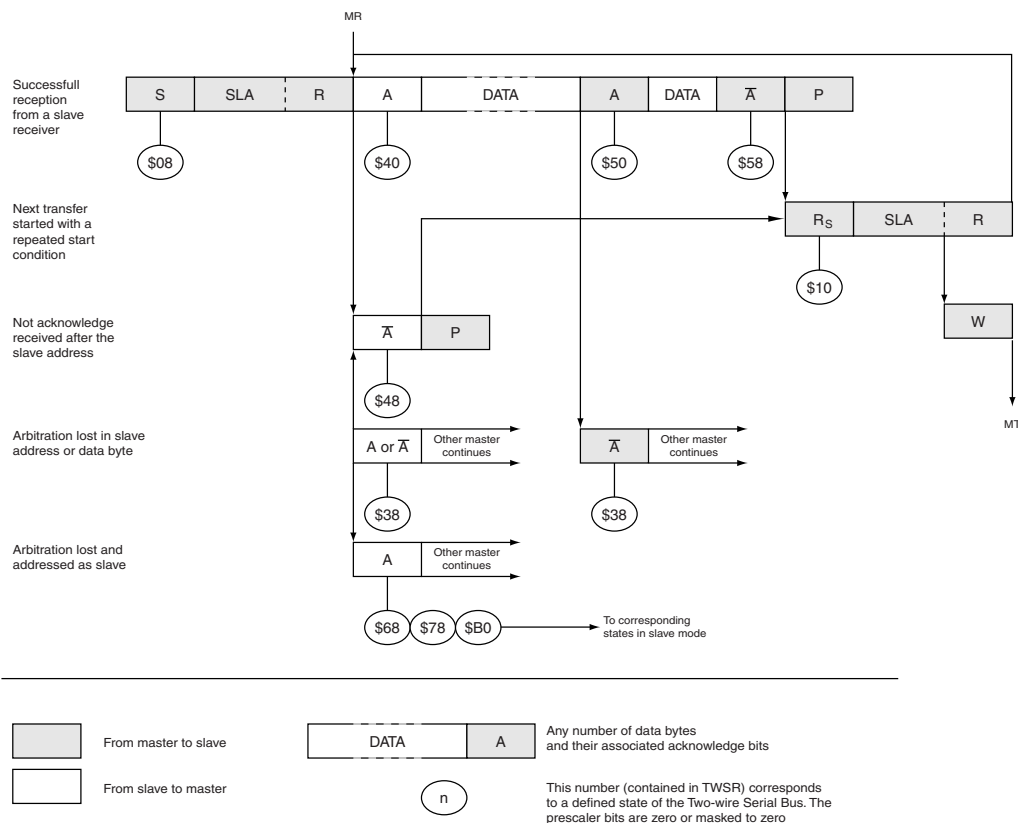 MR
Successfull
reception
from a slave
receiver
S SLA R A DATA A DATA A̅ P
$08 $40 $50 $58
Next transfer
started with a
repeated start
condition
RS SLA R
$10
Not acknowledge
received after the
slave address
A̅ P
W
$48
MT
Arbitration lost in slave
address or data byte
A or A̅ Other master
continues
A̅ Other master
continues
$38 $38
Arbitration lost and
addressed as slave
A Other master
continues
$68 $78 $B0 To corresponding
states in slave mode
From master to slave
DATA A Any number of data bytes
and their associated acknowledge bits
From slave to master
n This number (contained in TWSR) corresponds
to a defined state of the Two-wire Serial Bus. The
prescaler bits are zero or masked to zero